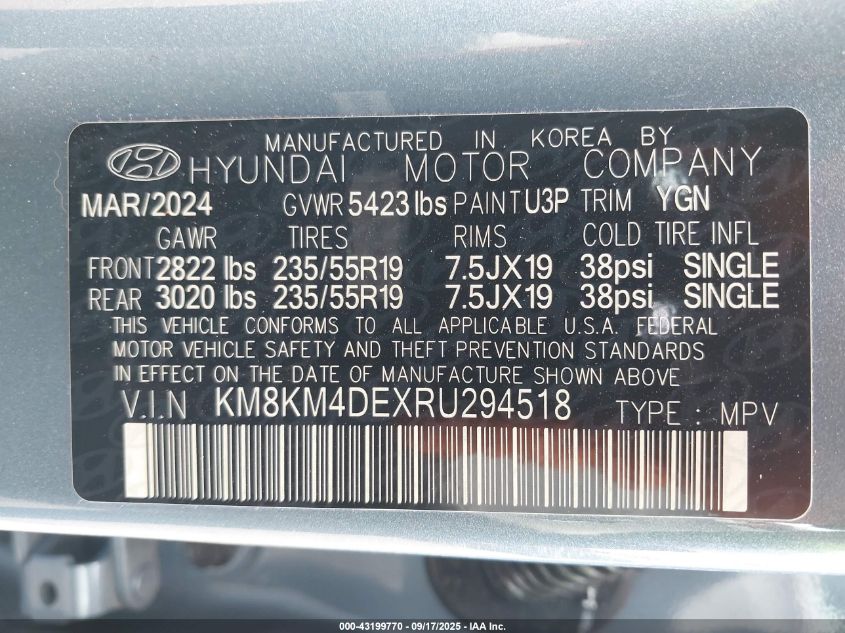 MANUFACTURED IN KOREA BY
HYUNDAI MOTOR COMPANY
MAR/2024 GVWR 5423 lbs PAINT U3P TRIM YGN
GAWR TIRES RIMS COLD TIRE INFL
FRONT 2822 lbs 235/55R19 7.5JX19 38psi SINGLE
REAR 3020 lbs 235/55R19 7.5JX19 38psi SINGLE
THIS VEHICLE CONFORMS TO ALL APPLICABLE U.S.A. FEDERAL
MOTOR VEHICLE SAFETY AND THEFT PREVENTION STANDARDS
IN EFFECT ON THE DATE OF MANUFACTURE SHOWN ABOVE
V.I.N KM8KM4DEXRU294518 TYPE : MPV
000-43199770 - 09/17/2025 - IAA Inc.